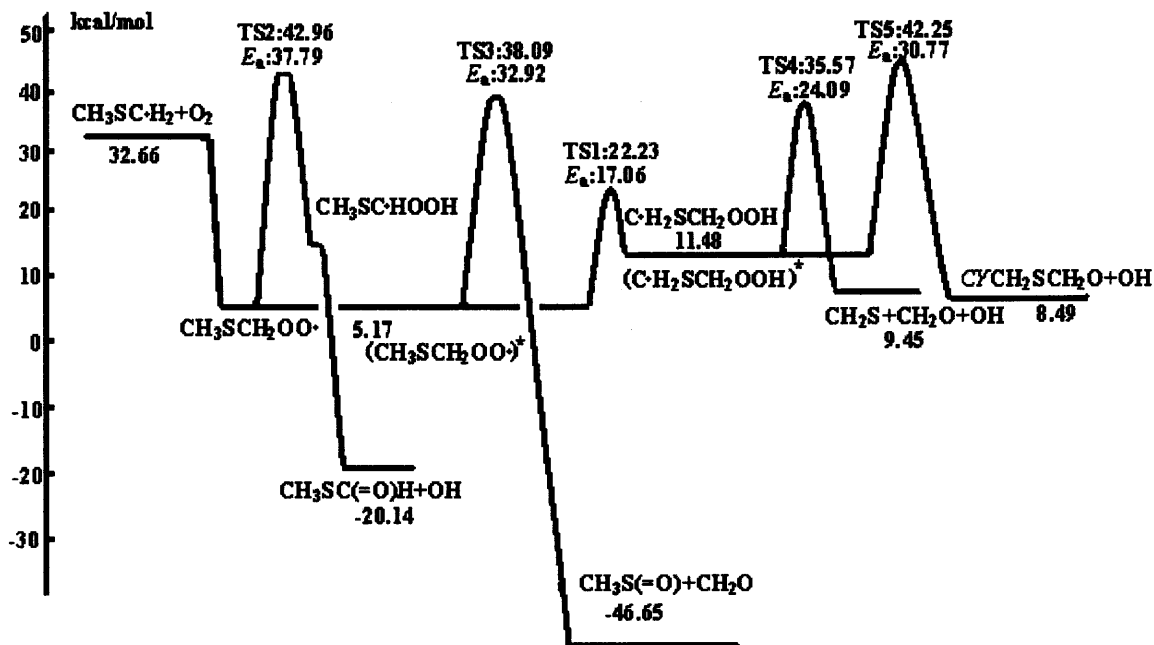 kcal/mol
50
40
30
20
10
0
-10
-20
-30
TS2:42.96
Eₐ:37.79
TS3:38.09
Eₐ:32.92
TS5:42.25
Eₐ:30.77
TS4:35.57
Eₐ:24.09
CH₃SC·H₂+O₂
32.66
TS1:22.23
Eₐ:17.06
CH₃SC·HOOH
C·H₂SCH₂OOH
11.48
(C·H₂SCH₂OOH)*
CYCH₂SCH₂O+OH
8.49
CH₃SCH₂OO·
5.17
(CH₃SCH₂OO·)*
CH₂S+CH₂O+OH
9.45
CH₃SC(=O)H+OH
-20.14
CH₃S(=O)+CH₂O
-46.65